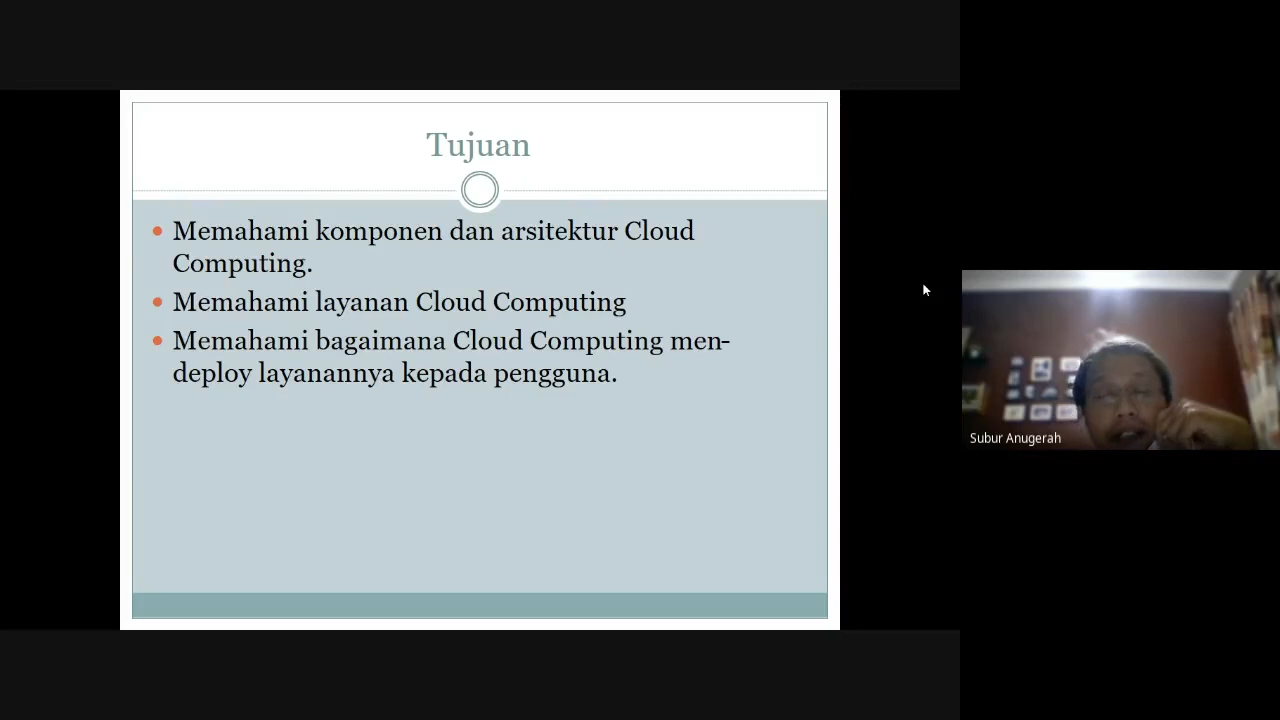 Tujuan
Memahami komponen dan arsitektur Cloud
Computing.
Memahami layanan Cloud Computing
Memahami bagaimana Cloud Computing men-
deploy layanannya kepada pengguna.
Subur Anugerah